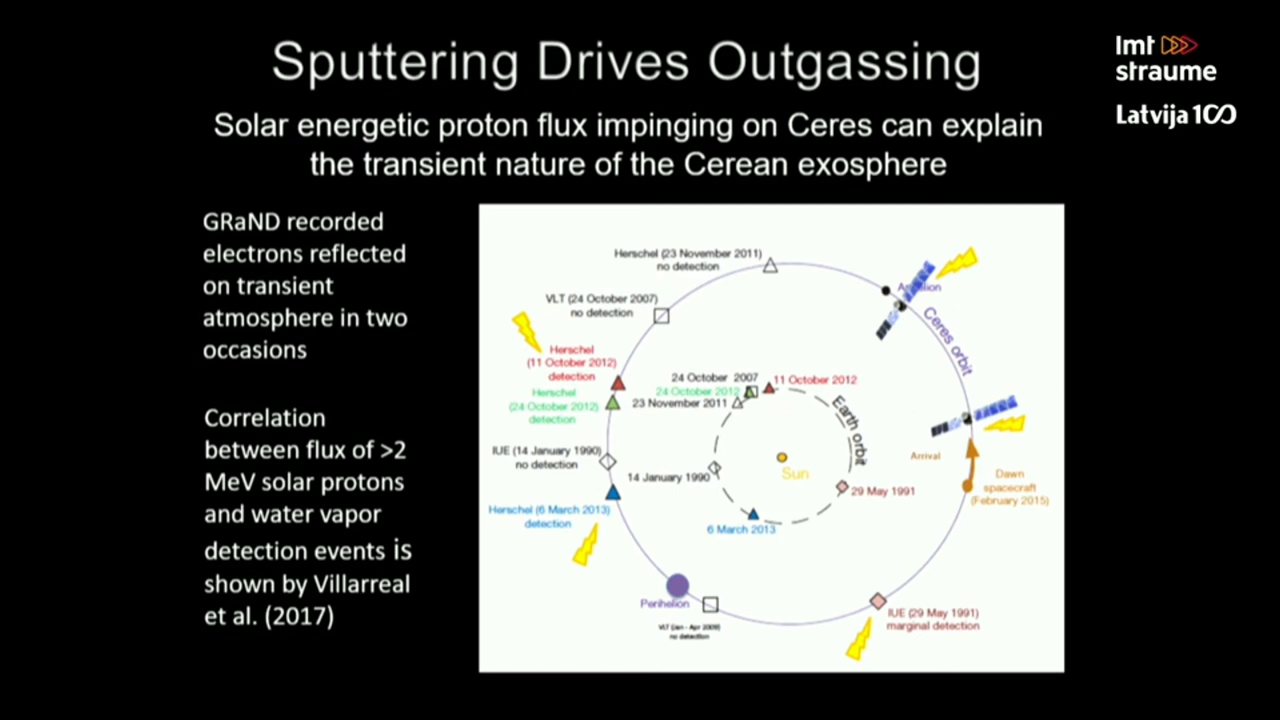 Sputtering Drives Outgassing
lmt
straume
Latvija 100
Solar energetic proton flux impinging on Ceres can explain
the transient nature of the Cerean exosphere
GRaND recorded
electrons reflected
on transient
atmosphere in two
occasions
Correlation
between flux of >2
MeV solar protons
and water vapor
detection events is
shown by Villarreal
et al. (2017)
Herschel (23 November 2011)
no detection
VLT (24 October 2007)
no detection
Herschel
(11 October 2012)
detection
Herschel
(24 October 2012)
detection
IUE (14 January 1990)
no detection
Herschel (6 March 2013)
detection
Perihelion
no detection
IUE (29 May 1991)
marginal detection
Dawn
spacecraft
(February 2015)
Arrival
Ceres orbit
24 October 2007
24 October 2012
23 November 2011
11 October 2012
Earth orbit
Sun
14 January 1990
29 May 1991
6 March 2013